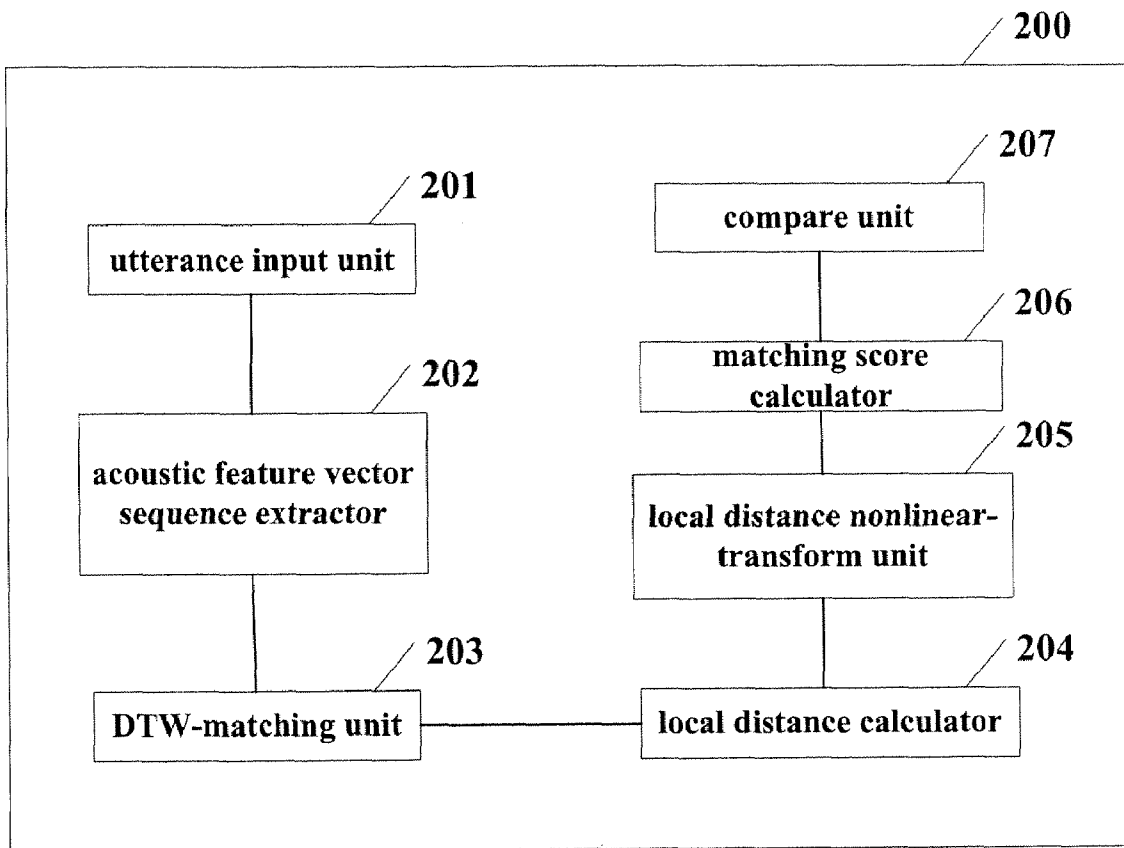 200
201
utterance input unit
202
acoustic feature vector
sequence extractor
203
DTW-matching unit
207
compare unit
206
matching score
calculator
205
local distance nonlinear-
transform unit
204
local distance calculator